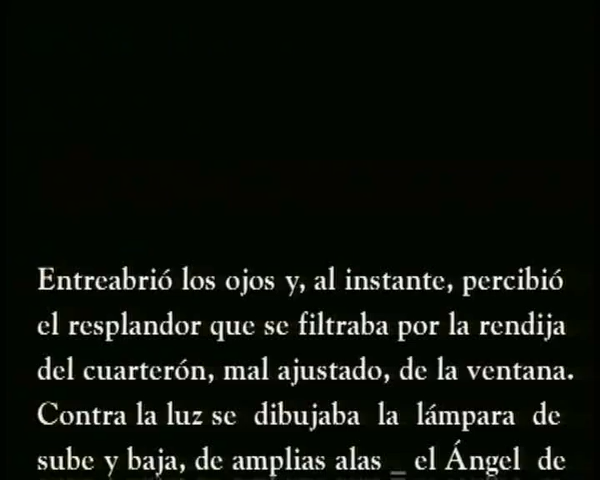 Entreabrió los ojos y, al instante, percibió
el resplandor que se filtraba por la rendija
del cuarterón, mal ajustado, de la ventana.
Contra la luz se dibujaba la lámpara de
sube y baja, de amplias alas _ el Ángel de